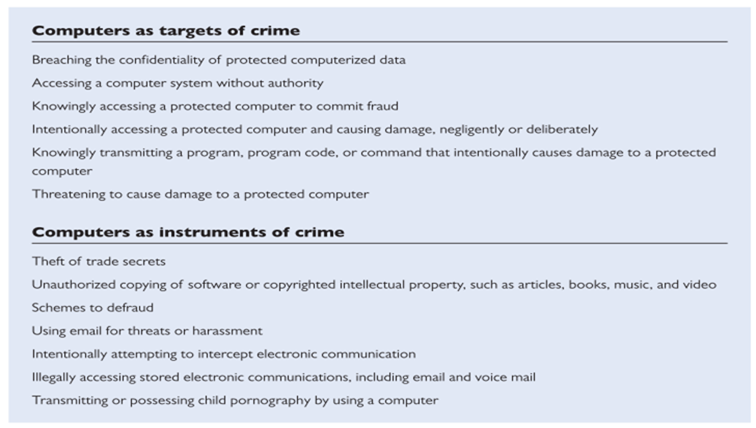 Computers as targets of crime
Breaching the confidentiality of protected computerized data
Accessing a computer system without authority
Knowingly accessing a protected computer to commit fraud
Intentionally accessing a protected computer and causing damage, negligently or deliberately
Knowingly transmitting a program, program code, or command that intentionally causes damage to a protected
computer
Threatening to cause damage to a protected computer
Computers as instruments of crime
Theft of trade secrets
Unauthorized copying of software or copyrighted intellectual property, such as articles, books, music, and video
Schemes to defraud
Using email for threats or harassment
Intentionally attempting to intercept electronic communication
Illegally accessing stored electronic communications, including email and voice mail
Transmitting or possessing child pornography by using a computer